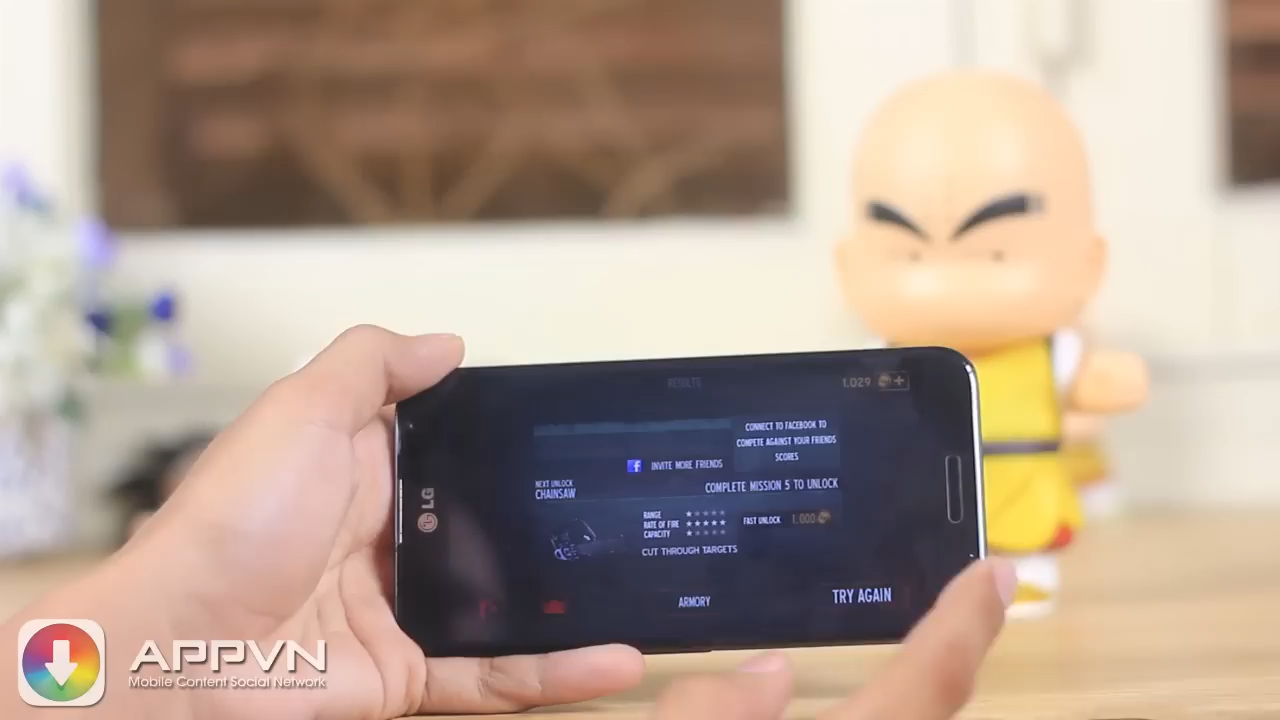 RESULTS
1,029
CONNECT TO FACEBOOK TO
COMPETE AGAINST YOUR FRIENDS
SCORES
INVITE MORE FRIENDS
NEXT UNLOCK
CHAINSAW
COMPLETE MISSION 5 TO UNLOCK
RANGE
RATE OF FIRE
CAPACITY
FAST UNLOCK 1,000
CUT THROUGH TARGETS
ARMORY
TRY AGAIN
LG
APPVN
Mobile Content Social Network